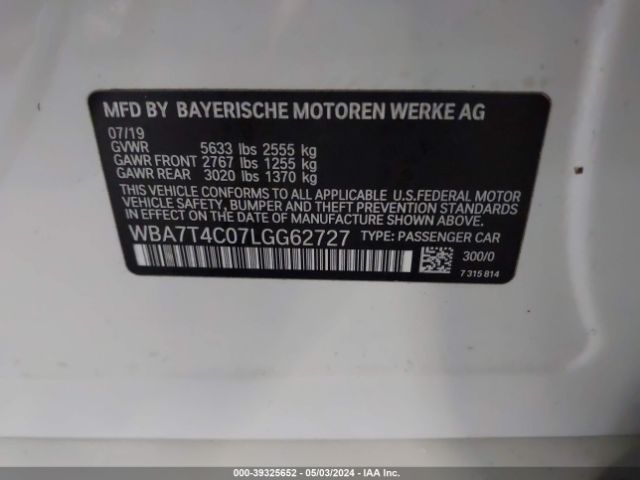 MFD BY BAYERISCHE MOTOREN WERKE AG
07/19
GVWR 5633 lbs 2555 kg
GAWR FRONT 2767 lbs 1255 kg
GAWR REAR 3020 lbs 1370 kg
THIS VEHICLE CONFORMS TO ALL APPLICABLE U.S.FEDERAL MOTOR
VEHICLE SAFETY, BUMPER, AND THEFT PREVENTION STANDARDS
IN EFFECT ON THE DATE OF MANUFACTURE SHOWN ABOVE.
WBA7T4C07LGG62727 TYPE: PASSENGER CAR
300/0
7 315 814
000-39325652 - 05/03/2024 - IAA Inc.